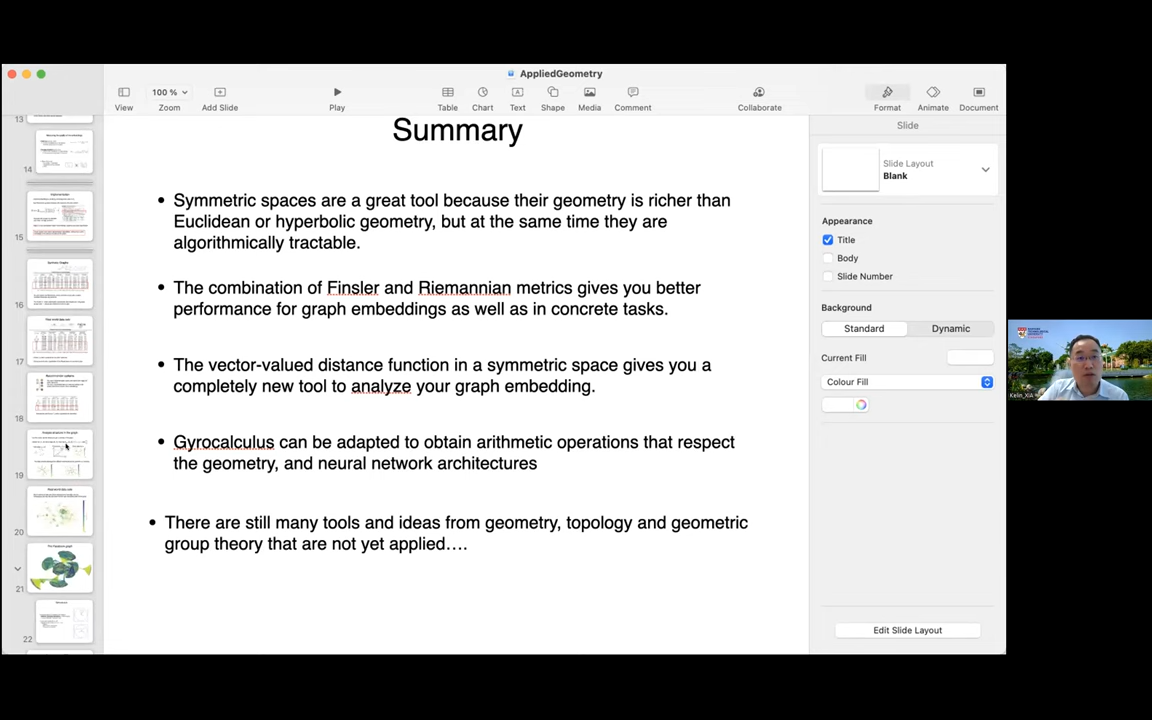 AppliedGeometry
100 %
View
Zoom
Add Slide
Play
Table
Chart
Text
Shape
Media
Comment
Collaborate
Format
Animate
Document
13
14
15
16
17
18
19
20
21
22
Summary
• Symmetric spaces are a great tool because their geometry is richer than
Euclidean or hyperbolic geometry, but at the same time they are
algorithmically tractable.
• The combination of Finsler and Riemannian metrics gives you better
performance for graph embeddings as well as in concrete tasks.
• The vector-valued distance function in a symmetric space gives you a
completely new tool to analyze your graph embedding.
• Gyrocalculus can be adapted to obtain arithmetic operations that respect
the geometry, and neural network architectures
• There are still many tools and ideas from geometry, topology and geometric
group theory that are not yet applied....
Slide
Slide Layout
Blank
Appearance
Title
Body
Slide Number
Background
Standard
Dynamic
Current Fill
Colour Fill
Edit Slide Layout
Kelin_XIA